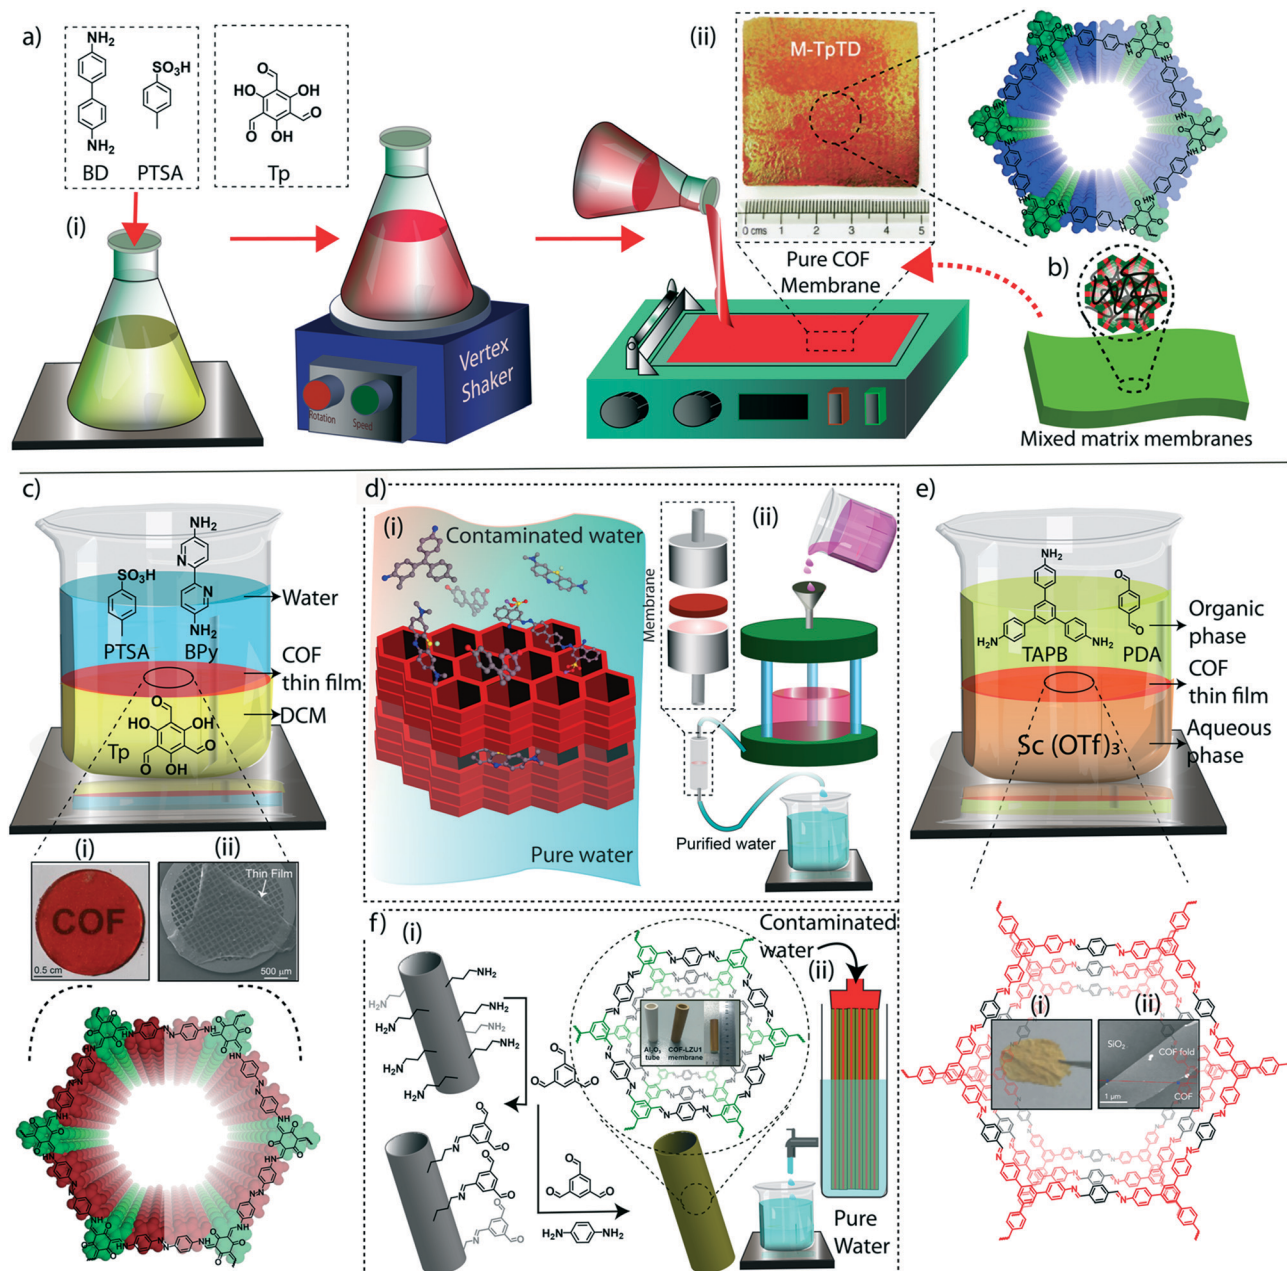 a)
NH₂
NH₂
BD
SO₃H
PTSA
O
OH
HO
O
O
OH
Tp
(i)
Rotation
Speed
Vertex
Shaker
(ii)
M-TpTD
0 cms 1 2 3 4 5
Pure COF
Membrane
b)
Mixed matrix membranes
c)
NH₂
SO₃H
N
N
NH₂
PTSA
BPy
Water
COF
thin film
DCM
O
HO
OH
O
O
OH
Tp
(i)
COF
0.5 cm
(ii)
Thin Film
500 µm
d)
(i)
Contaminated water
Pure water
(ii)
Membrane
Purified water
e)
NH₂
H₂N
NH₂
TAPB
O
O
PDA
Organic
phase
COF
thin film
Sc (OTf)₃
Aqueous
phase
(i)
(ii)
SiO₂
COF fold
COF
1 µm
f)
(i)
NH₂
H₂N
NH₂
H₂N
NH₂
H₂N
NH₂
H₂N
H₂N
NH₂
Al₂O₃
tube
COF-LZU1
membrane
Contaminated
water
(ii)
Pure
Water